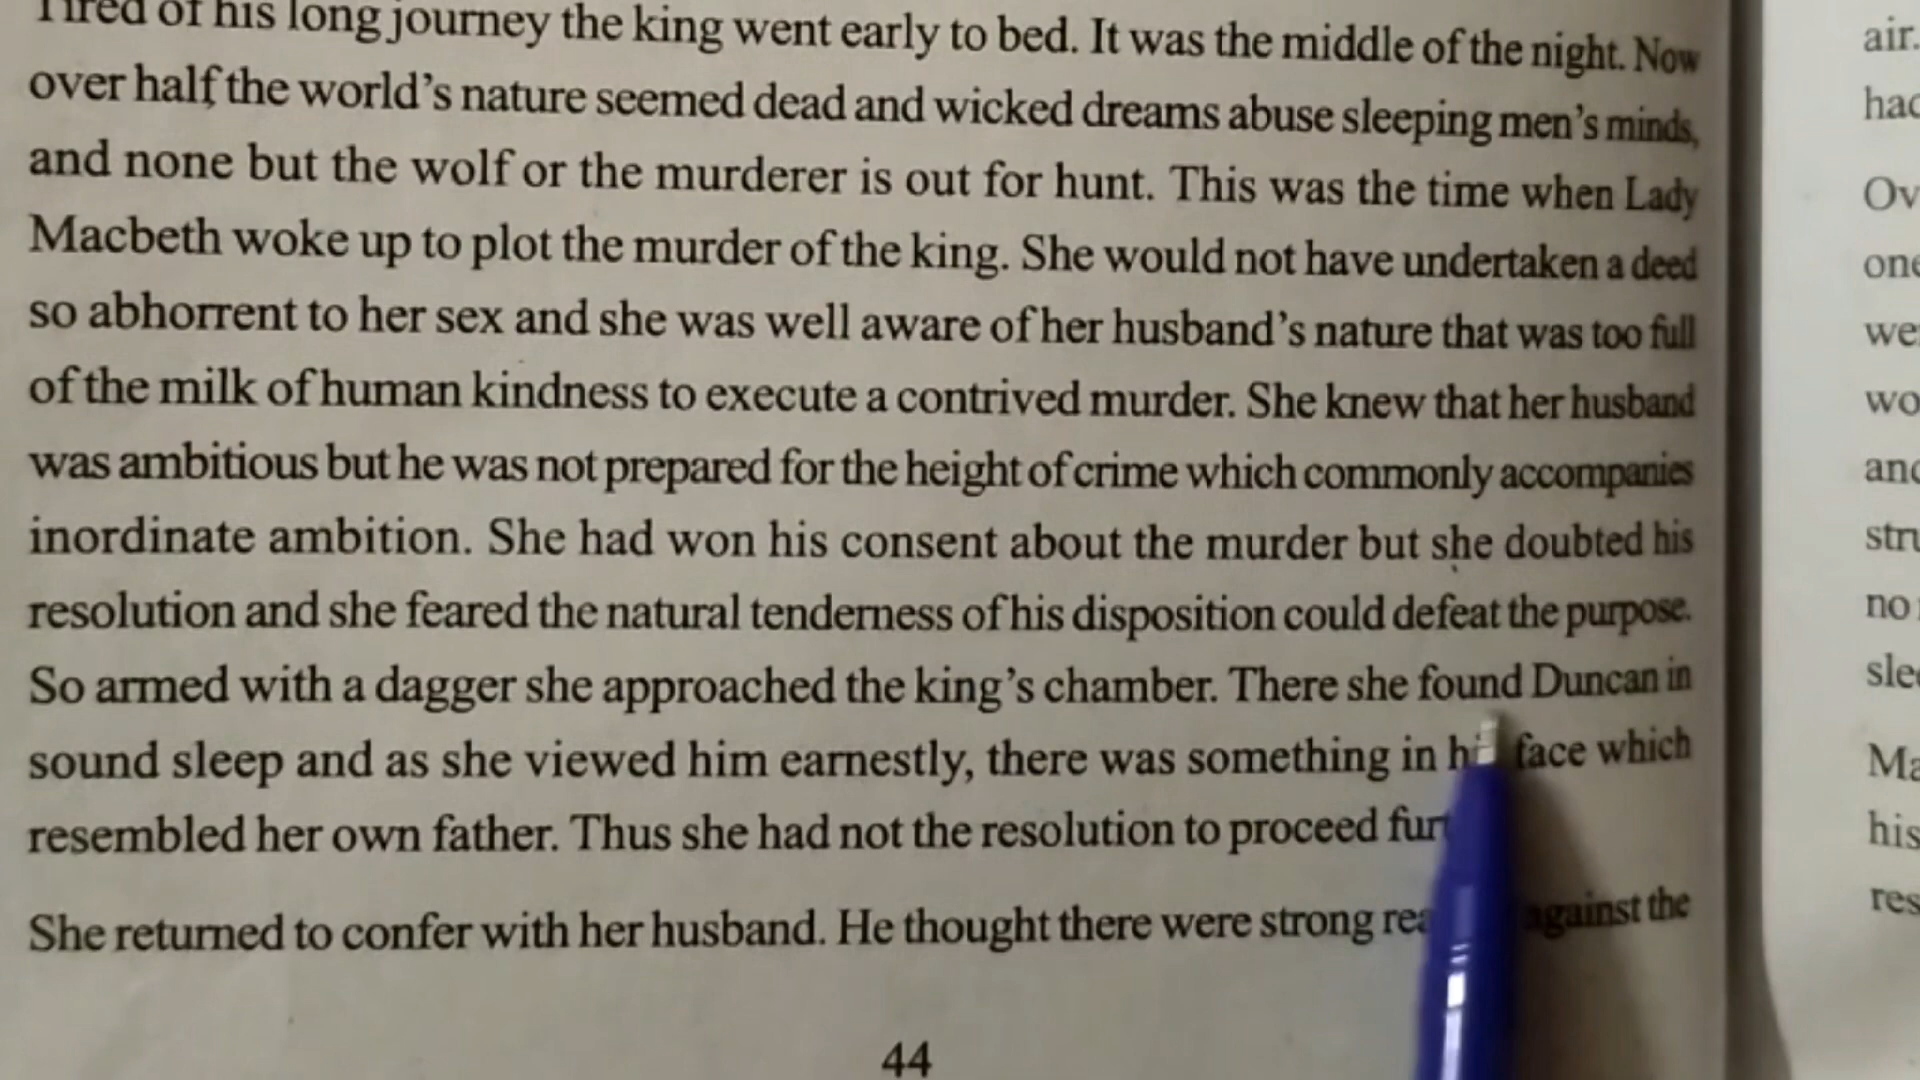 Tired of his long journey the king went early to bed. It was the middle of the night. Now
over half the world's nature seemed dead and wicked dreams abuse sleeping men's minds,
and none but the wolf or the murderer is out for hunt. This was the time when Lady
Macbeth woke up to plot the murder of the king. She would not have undertaken a deed
so abhorrent to her sex and she was well aware of her husband's nature that was too full
of the milk of human kindness to execute a contrived murder. She knew that her husband
was ambitious but he was not prepared for the height of crime which commonly accompanies
inordinate ambition. She had won his consent about the murder but she doubted his
resolution and she feared the natural tenderness of his disposition could defeat the purpose.
So armed with a dagger she approached the king's chamber. There she found Duncan in
sound sleep and as she viewed him earnestly, there was something in face which
resembled her own father. Thus she had not the resolution to proceed
She returned to confer with her husband. He thought there were strong against the
44
air.